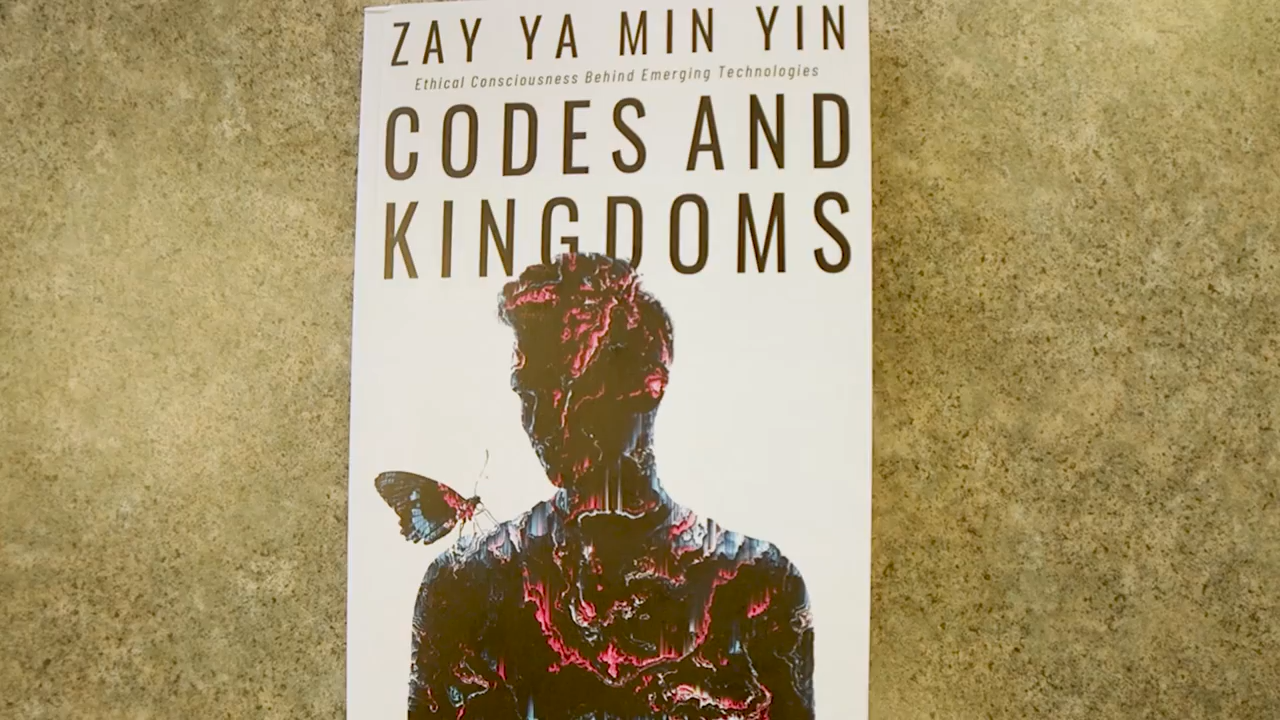 ZAY YA MIN YIN
Ethical Consciousness Behind Emerging Technologies
CODES AND
KINGDOMS